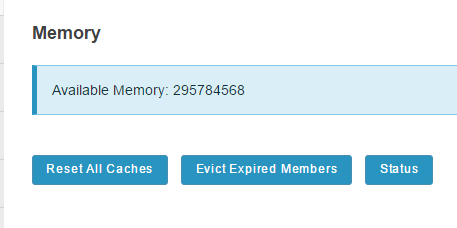 Memory
Available Memory: 295784568
Reset All Caches
Evict Expired Members
Status